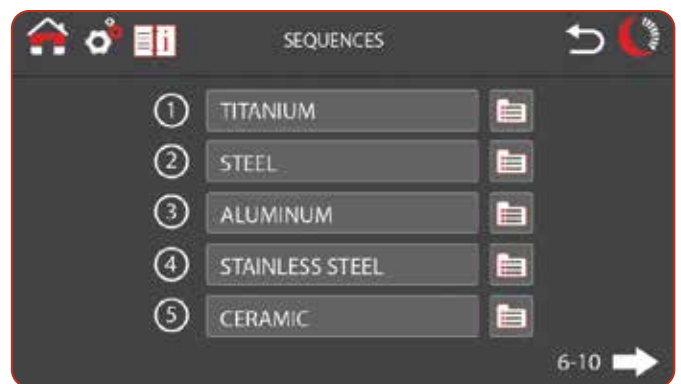 i SEQUENCES
1 TITANIUM
2 STEEL
3 ALUMINUM
4 STAINLESS STEEL
5 CERAMIC
6-10